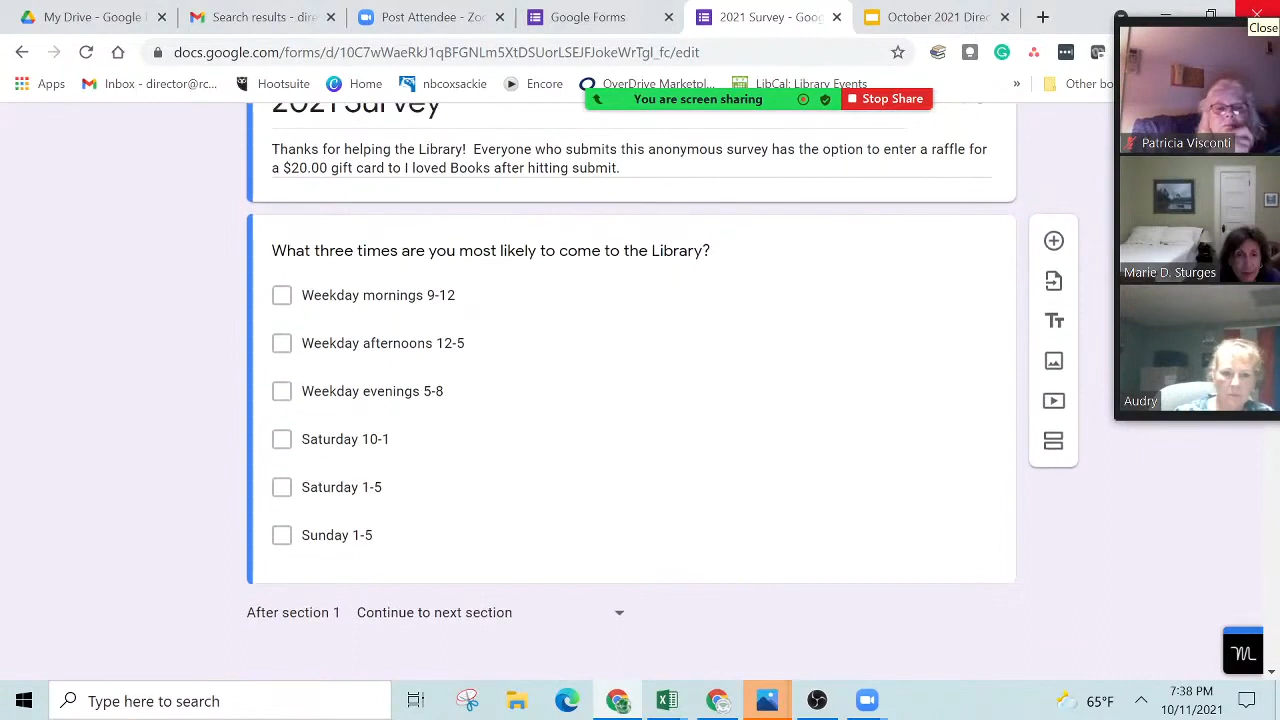 My Drive - Google Drive
Search results - director@
Post Attendee - Zoom
Google Forms
2021 Survey - Google
October 2021 Dire
Close
docs.google.com/forms/d/
_fc/edit
Apps
Inbox - director@rc...
Hootsuite
Home
nbcoxsackie
Encore
OverDrive Marketpl...
LibCal: Library Events
»
Other bo
You are screen sharing
Stop Share
2021 Survey
Thanks for helping the Library! Everyone who submits this anonymous survey has the option to enter a raffle for
a $20.00 gift card to I loved Books after hitting submit.
What three times are you most likely to come to the Library?
Weekday mornings 9-12
Weekday afternoons 12-5
Weekday evenings 5-8
Saturday 10-1
Saturday 1-5
Sunday 1-5
After section 1 Continue to next section
Patricia Visconti
Marie D. Sturges
Audry
Type here to search
65°F
7:38 PM
10/11/2021